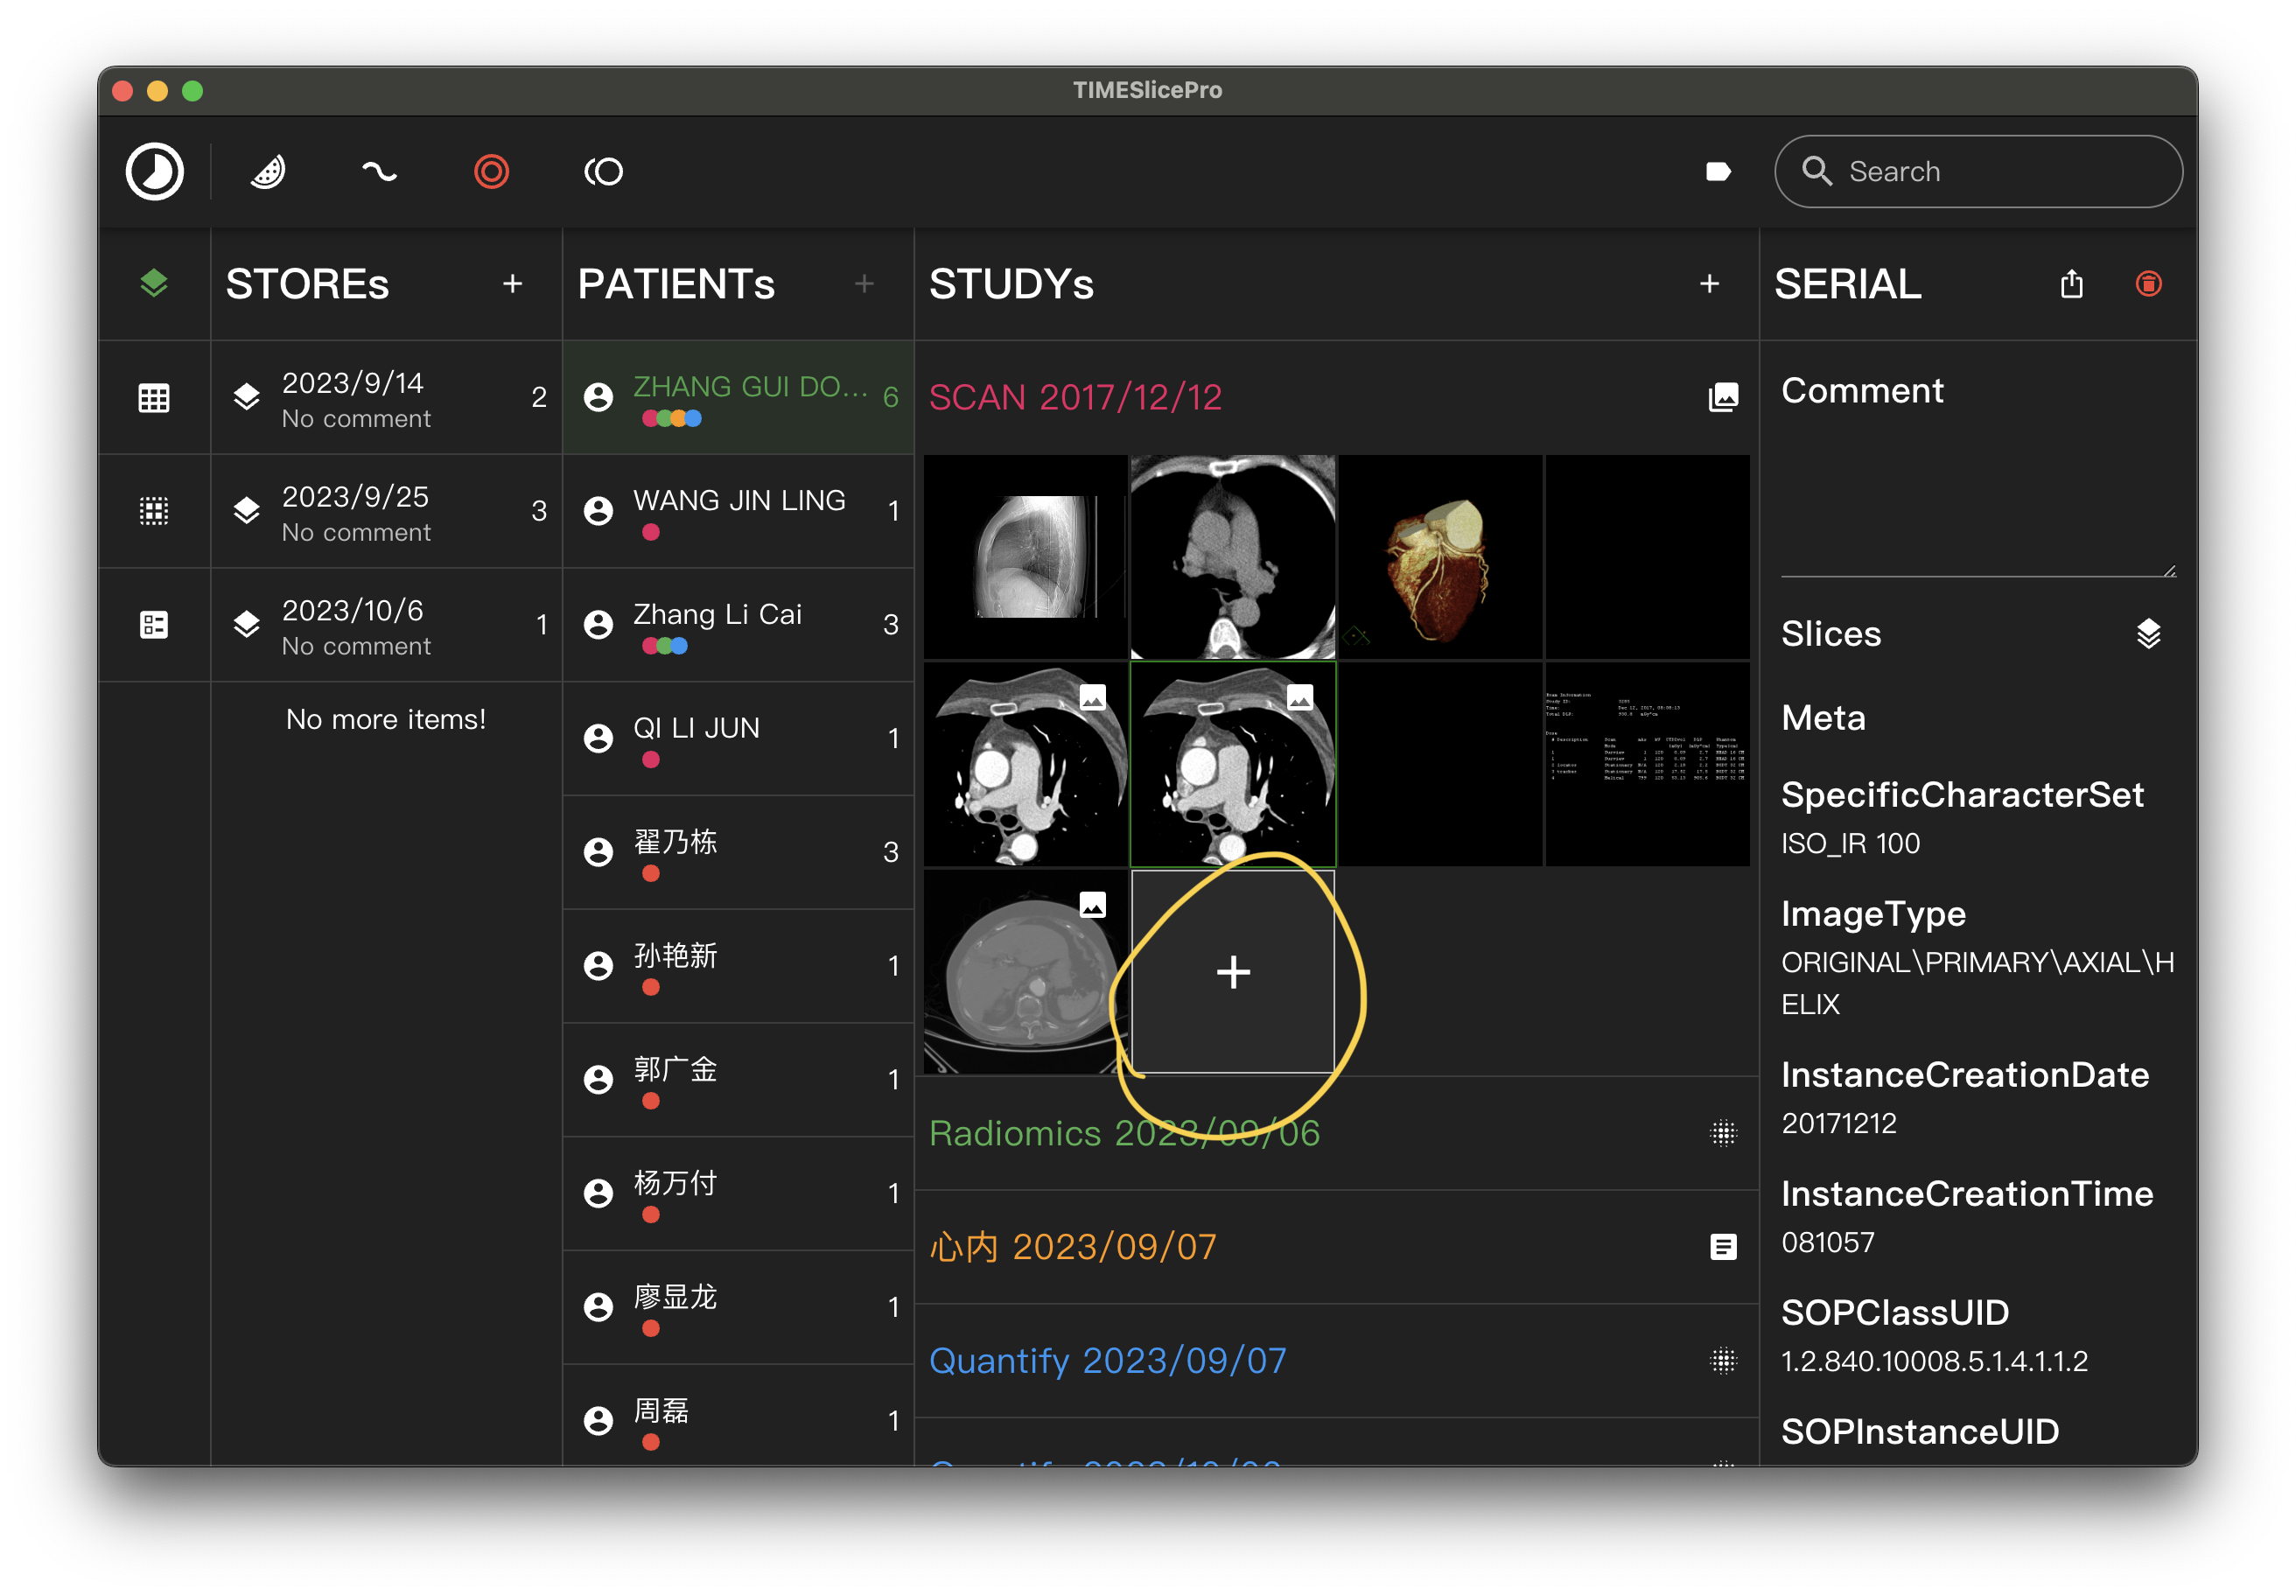 TIMESlicePro
Search
STOREs
PATIENTs
STUDYs
SERIAL
2023/9/14
No comment
2
2023/9/25
No comment
3
2023/10/6
No comment
1
No more items!
ZHANG GUI DO...
6
WANG JIN LING
1
Zhang Li Cai
3
QI LI JUN
1
翟乃栋
3
孙艳新
1
郭广金
1
杨万付
1
廖显龙
1
周磊
1
SCAN 2017/12/12
Radiomics 2023/09/06
心内 2023/09/07
Quantify 2023/09/07
Comment
Slices
Meta
SpecificCharacterSet
ISO_IR 100
ImageType
ORIGINAL\PRIMARY\AXIAL\H
ELIX
InstanceCreationDate
20171212
InstanceCreationTime
081057
SOPClassUID
1.2.840.10008.5.1.4.1.1.2
SOPInstanceUID